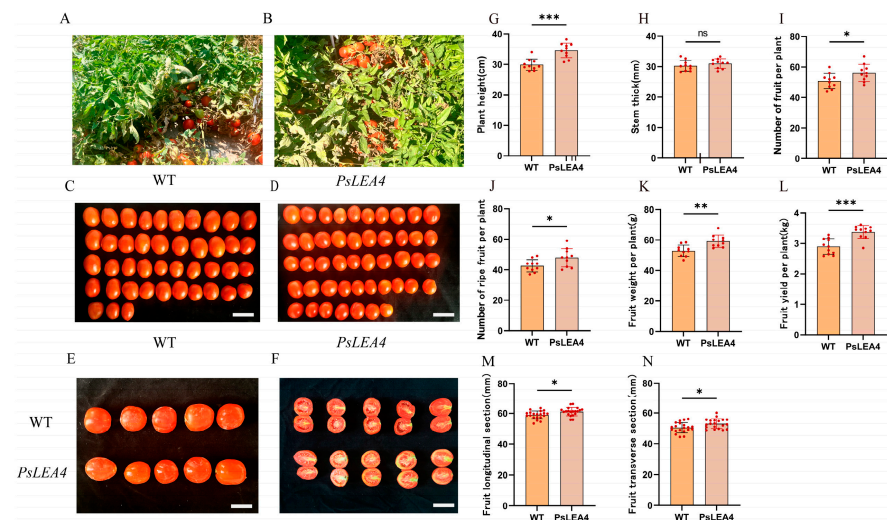 A
B
WT
PsLEA4
C
D
WT
PsLEA4
E
F
WT
PsLEA4
G
Plant height(cm)
50
40
30
20
10
0
***
WT
PsLEA4
H
Stem thick(mm)
40
30
20
10
0
ns
WT
PsLEA4
I
Number of fruit per plant
80
60
40
20
0
*
WT
PsLEA4
J
Number of ripe fruit per plant
80
60
40
20
0
*
WT
PsLEA4
K
Fruit weight per plant(g)
80
60
40
20
0
**
WT
PsLEA4
L
Fruit yield per plant(kg)
4
3
2
1
0
***
WT
PsLEA4
M
Fruit longitudinal section(mm)
80
60
40
20
0
*
WT
PsLEA4
N
Fruit transverse section(mm)
80
60
40
20
0
*
WT
PsLEA4